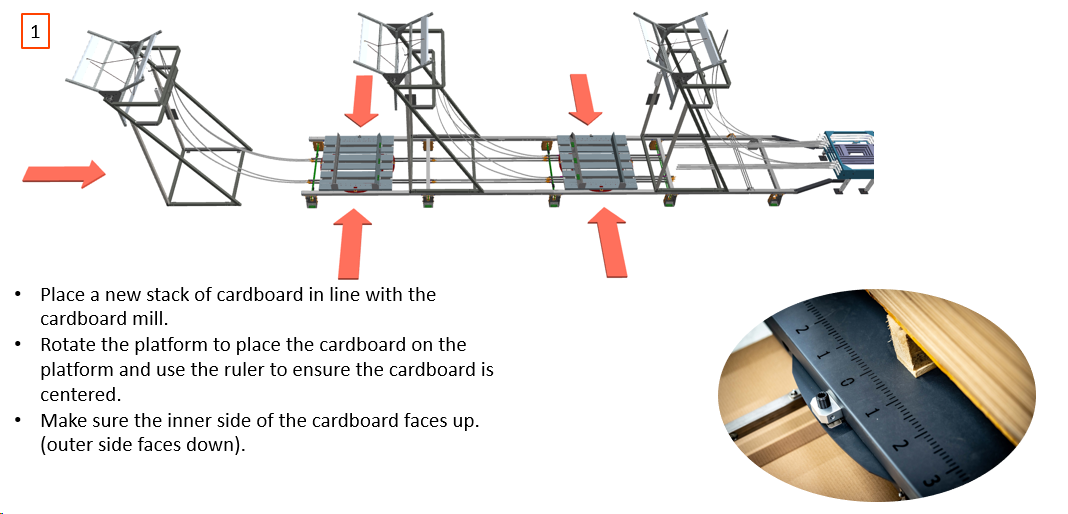 1
• Place a new stack of cardboard in line with the
cardboard mill.
• Rotate the platform to place the cardboard on the
platform and use the ruler to ensure the cardboard is
centered.
• Make sure the inner side of the cardboard faces up.
(outer side faces down).
2 1 0 1 2 3